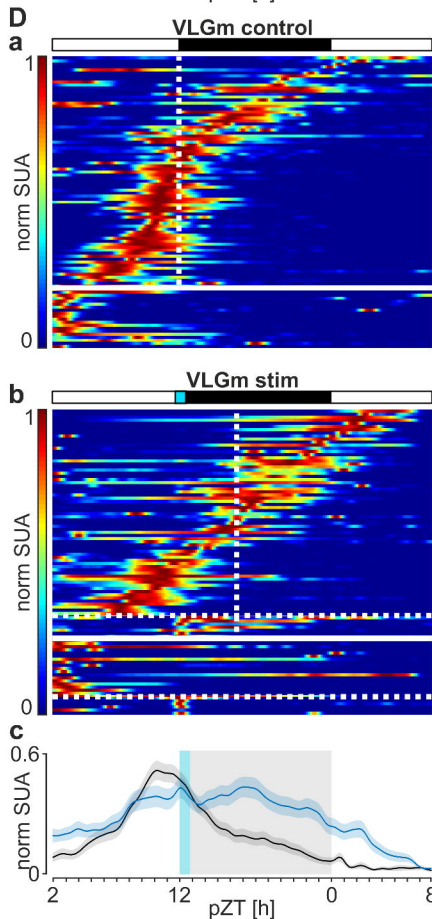 D
VLGm control
a
1
norm SUA
0
VLGm stim
b
1
norm SUA
0
c
0.6
norm SUA
0
2 12 0 8
pZT [h]